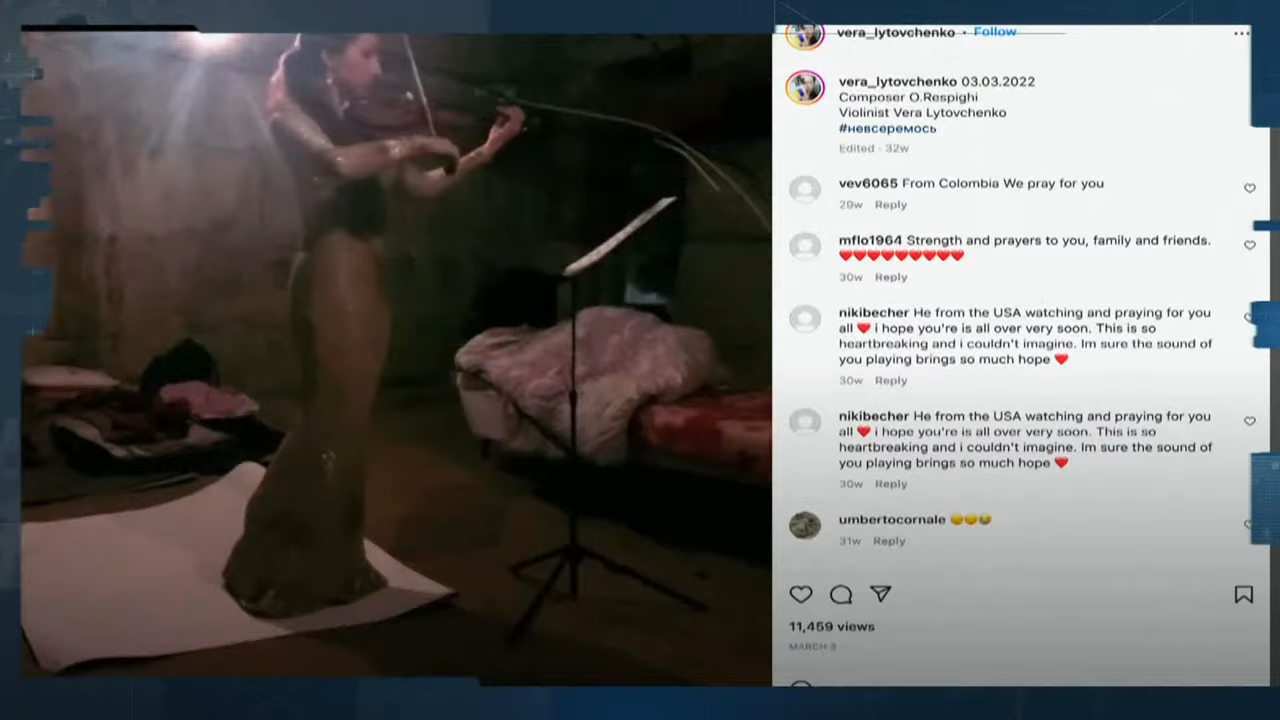 vera_lytovchenko • Follow
vera_lytovchenko 03.03.2022
Composer O.Respighi
Violinist Vera Lytovchenko
#невсеремось
Edited · 32w
vev6065 From Colombia We pray for you
29w Reply
mflo1964 Strength and prayers to you, family and friends.
❤️❤️❤️❤️❤️❤️❤️❤️❤️
30w Reply
nikibecher He from the USA watching and praying for you
all ❤️ i hope you're is all over very soon. This is so
heartbreaking and i couldn't imagine. Im sure the sound of
you playing brings so much hope ❤️
30w Reply
nikibecher He from the USA watching and praying for you
all ❤️ i hope you're is all over very soon. This is so
heartbreaking and i couldn't imagine. Im sure the sound of
you playing brings so much hope ❤️
30w Reply
umbertocornale
31w Reply
11,459 views
MARCH 3